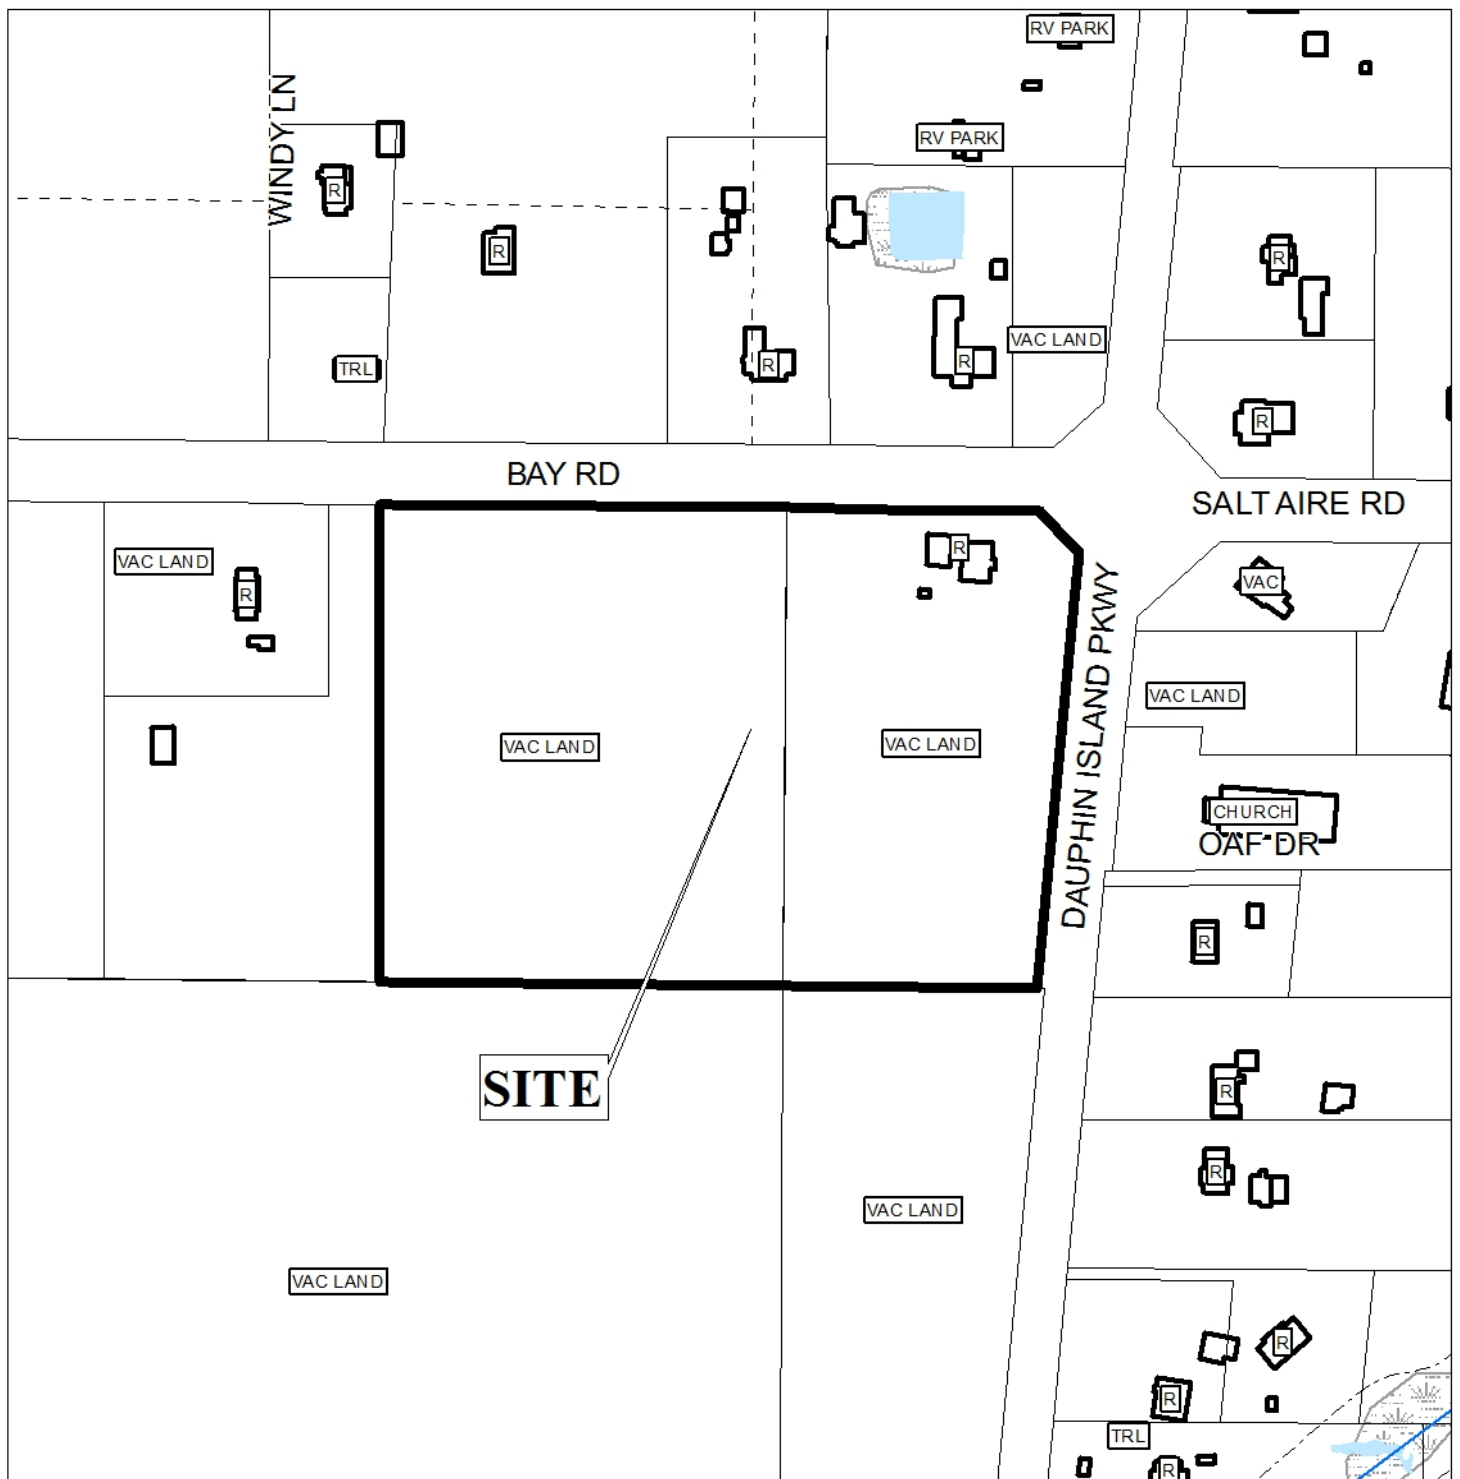 RV PARK
WINDY LN
RV PARK
R
R
R
TRL
R
R
VAC LAND
R
R
BAY RD
SALT AIRE RD
VAC LAND
R
R
VAC
DAUPHIN ISLAND PKWY
VAC LAND
VAC LAND
VAC LAND
CHURCH
OAF DR
R
SITE
R
R
VAC LAND
VAC LAND
R
R
TRL
R